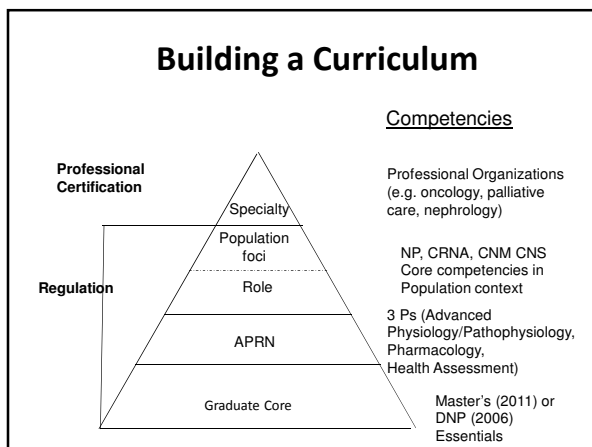 Building a Curriculum
Competencies
Professional
Certification
Professional Organizations
(e.g. oncology, palliative
care, nephrology)
Specialty
Population
foci
NP, CRNA, CNM CNS
Core competencies in
Population context
Regulation
Role
3 Ps (Advanced
Physiology/Pathophysiology,
Pharmacology,
Health Assessment)
APRN
Graduate Core
Master's (2011) or
DNP (2006)
Essentials